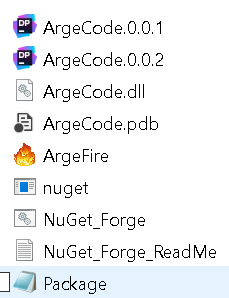 ArgeCode.0.0.1
ArgeCode.0.0.2
ArgeCode.dll
ArgeCode.pdb
ArgeFire
nuget
NuGet_Forge
NuGet_Forge_ReadMe
Package